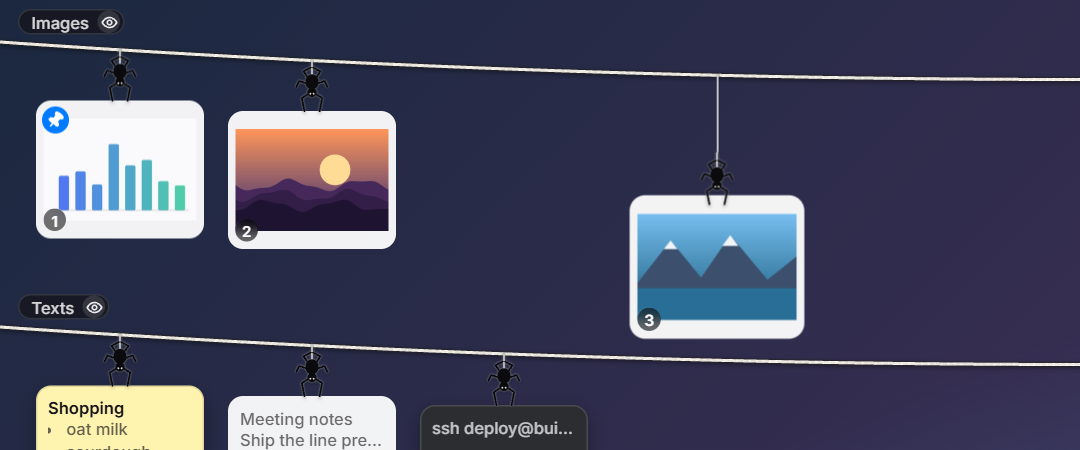 Images
1
2
3
Texts
Shopping
oat milk
Meeting notes
Ship the line pre...
ssh deploy@bui...